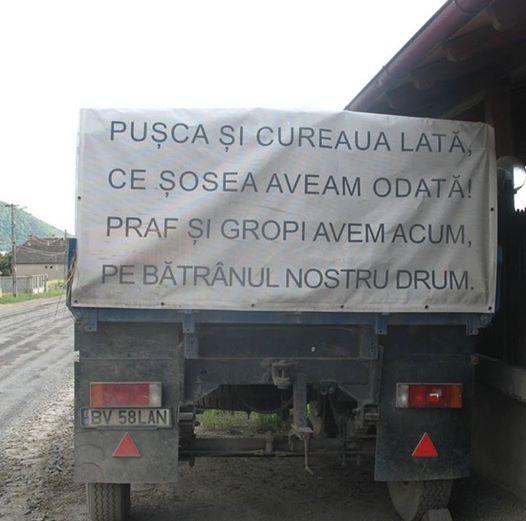 PUȘCA ȘI CUREAUA LATĂ,
CE ȘOSEA AVEAM ODATĂ!
PRAF ȘI GROPI AVEM ACUM,
PE BĂTRÂNUL NOSTRU DRUM.
BV 58LAN